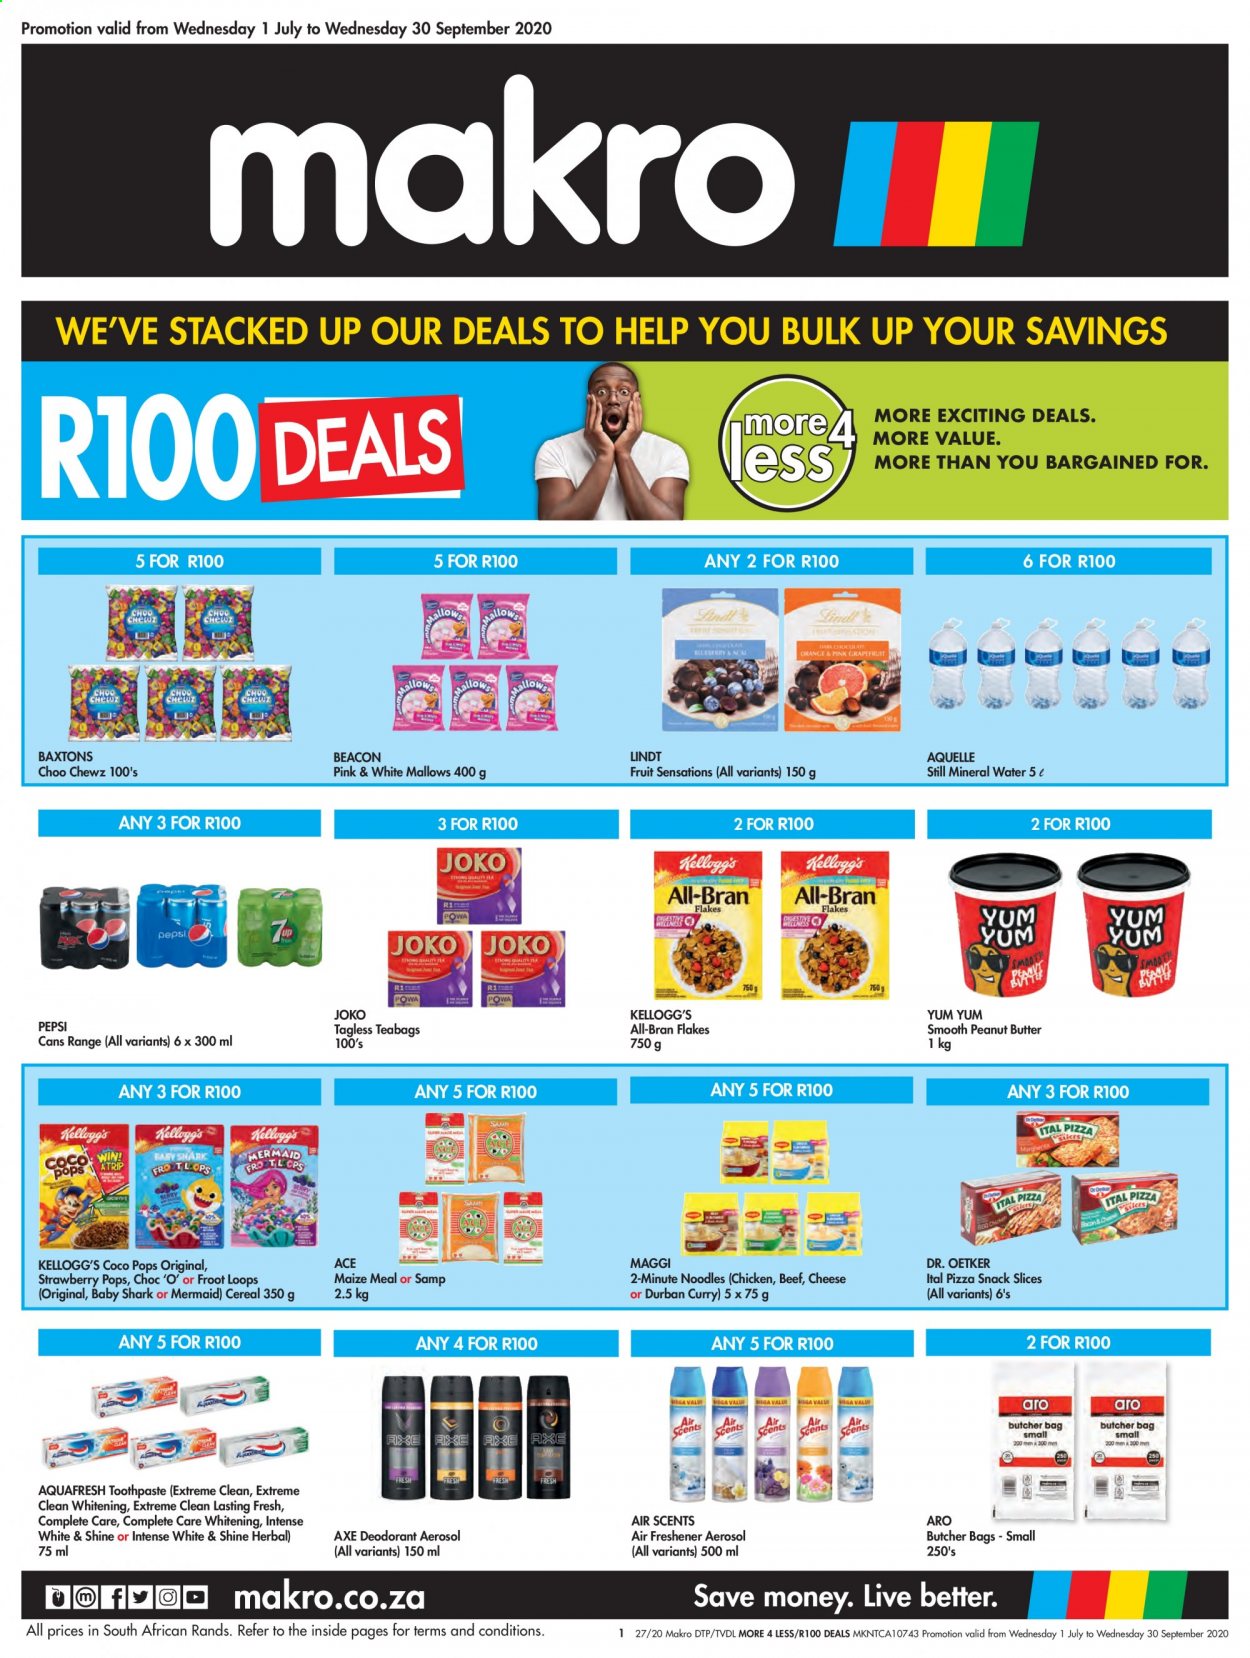 Promotion valid from Wednesday 1 July to Wednesday 30 September 2020
makro
WE'VE STACKED UP OUR DEALS TO HELP YOU BULK UP YOUR SAVINGS
R100 DEALS
more 4 less
MORE EXCITING DEALS.
MORE VALUE.
MORE THAN YOU BARGAINED FOR.
5 FOR R100
BAXTONS
Choo Chewz 100's
5 FOR R100
BEACON
Pink & White Mallows 400 g
ANY 2 FOR R100
LINDT
Fruit Sensations (All variants) 150 g
6 FOR R100
AQUELLE
Still Mineral Water 5 ℓ
ANY 3 FOR R100
PEPSI
Cans Range (All variants) 6 x 300 ml
3 FOR R100
JOKO
Tagless Teabags
100's
2 FOR R100
KELLOGG'S
All-Bran Flakes
750 g
2 FOR R100
YUM YUM
Smooth Peanut Butter
1 kg
ANY 3 FOR R100
KELLOGG'S Coco Pops Original,
Strawberry Pops, Choc 'O' or Froot Loops
(Original, Baby Shark or Mermaid) Cereal 350 g
ANY 5 FOR R100
ACE
Maize Meal or Samp
2.5 kg
ANY 5 FOR R100
MAGGI
2-Minute Noodles (Chicken, Beef, Cheese
or Durban Curry) 5 x 75 g
ANY 3 FOR R100
DR. OETKER
Ital Pizza Snack Slices
(All variants) 6's
ANY 5 FOR R100
AQUAFRESH Toothpaste (Extreme Clean, Extreme
Clean Whitening, Extreme Clean Lasting Fresh,
Complete Care, Complete Care Whitening, Intense
White & Shine or Intense White & Shine Herbal)
75 ml
ANY 4 FOR R100
AXE Deodorant Aerosol
(All variants) 150 ml
ANY 5 FOR R100
AIR SCENTS
Air Freshener Aerosol
(All variants) 500 ml
2 FOR R100
aro
butcher bag
small
200 mm x 300 mm
ARO
Butcher Bags - Small
250's
makro.co.za
Save money. Live better.
All prices in South African Rands. Refer to the inside pages for terms and conditions.
1 27/20 Makro DTP/TVDL MORE 4 LESS/R100 DEALS MKNTCA10743 Promotion valid from Wednesday 1 July to Wednesday 30 September 2020